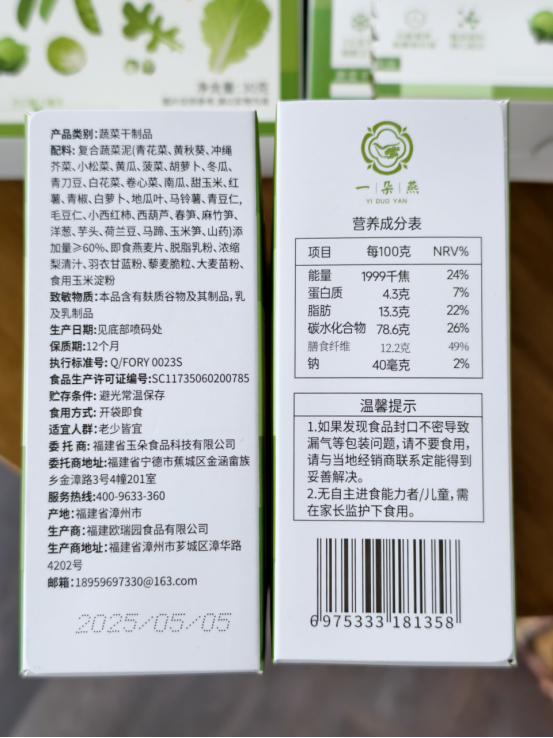 净含量:30克
产品类别:蔬菜干制品
配料:复合蔬菜泥(青花菜、黄秋葵、冲绳
芥菜、小松菜、黄瓜、菠菜、胡萝卜、冬瓜、
青刀豆、白花菜、卷心菜、南瓜、甜玉米、红
薯、青椒、白萝卜、地瓜叶、马铃薯、青豆仁,
毛豆仁、小西红柿、西葫芦、春笋、麻竹笋、
洋葱、芋头、荷兰豆、马蹄、玉米笋、山药)添
加量≥60%、即食燕麦片、脱脂乳粉、浓缩
梨清汁、羽衣甘蓝粉、藜麦脆粒、大麦苗粉、
食用玉米淀粉
致敏物质:本品含有麸质谷物及其制品,乳
及乳制品
生产日期:见底部喷码处
保质期:12个月
执行标准号: Q/FORY 0023S
食品生产许可证编号:SC11735060200785
贮存条件: 避光常温保存
食用方式: 开袋即食
适宜人群:老少皆宜
委 托 商: 福建省玉朵食品科技有限公司
委托商地址:福建省宁德市蕉城区金涵畲族
乡金漳路3号4幢201室
服务热线:400-9633-360
产地: 福建省漳州市
生产商:福建欧瑞园食品有限公司
生产商地址: 福建省漳州市芗城区漳华路
4202号
邮箱:18959697330@163.com
2025/05/05
一朵燕
YI DUO YAN
营养成分表
项目 每100克 NRV%
能量 1999千焦 24%
蛋白质 4.3克 7%
脂肪 13.3克 22%
碳水化合物 78.6克 26%
膳食纤维 12.2克 49%
钠 40毫克 2%
温馨提示
1.如果发现食品封口不密导致
漏气等包装问题,请不要食用,
请与当地经销商联系定能得到
妥善解决。
2.无自主进食能力者/儿童,需
在家长监护下食用。
6 975333 181358